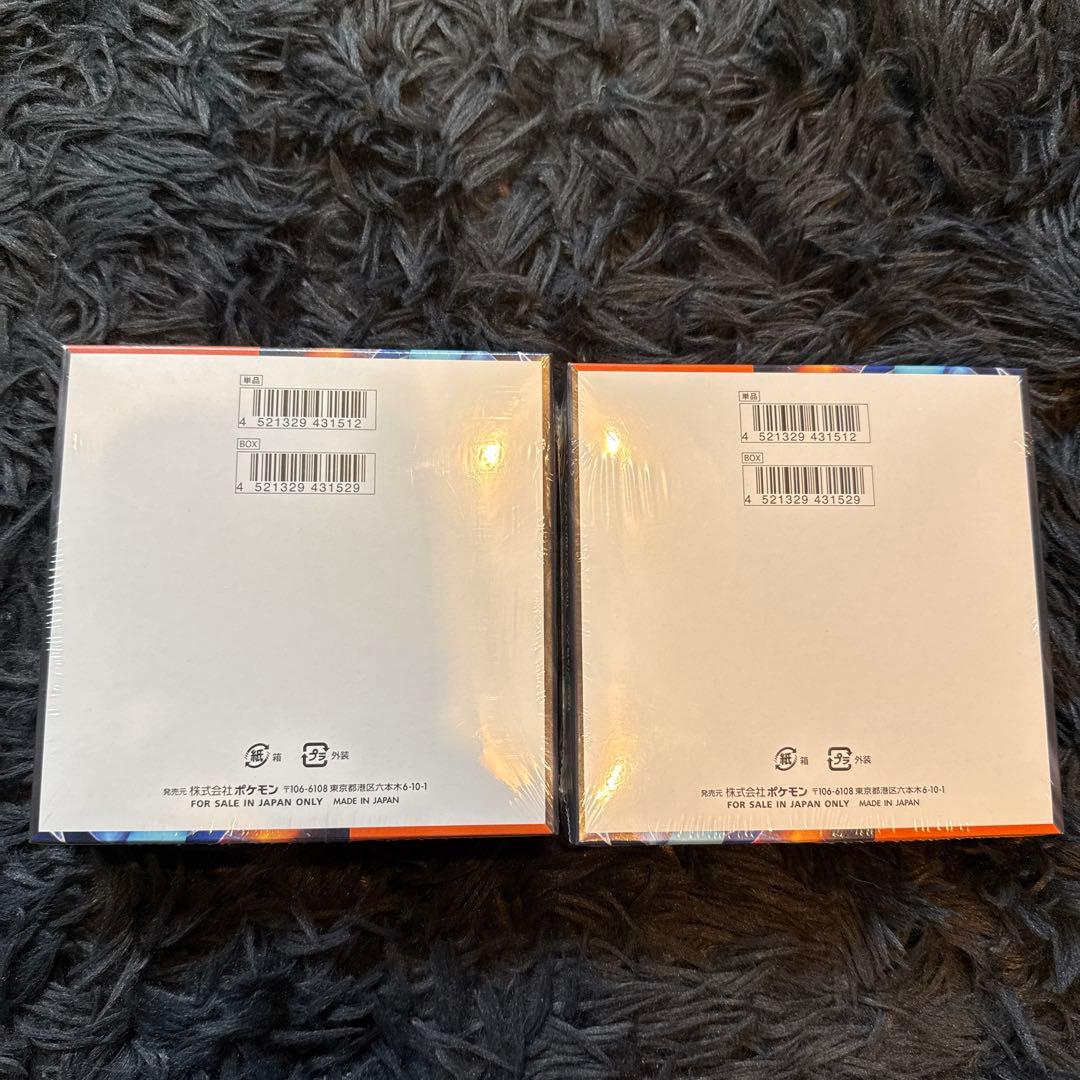 単品
4 521329 431512
BOX
4 521329 431529
紙 箱 プラ 外装
発売元 株式会社ポケモン 〒106-6108 東京都港区六本木6-10-1
FOR SALE IN JAPAN ONLY MADE IN JAPAN
単品
4 521329 431512
BOX
4 521329 431529
紙 箱 プラ 外装
発売元 株式会社ポケモン 〒106-6108 東京都港区六本木6-10-1
FOR SALE IN JAPAN ONLY MADE IN JAPAN